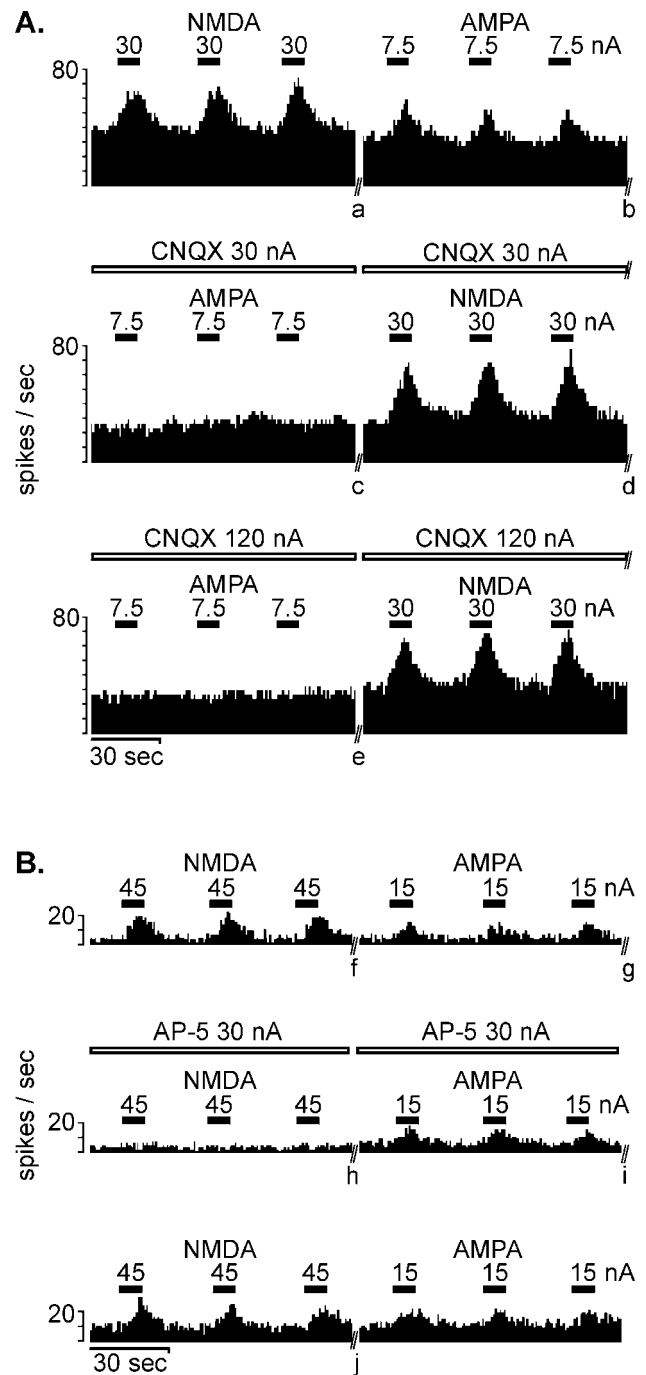 A.
NMDA AMPA
30 30 30 7.5 7.5 7.5 nA
80
a b
CNQX 30 nA CNQX 30 nA
AMPA NMDA
7.5 7.5 7.5 30 30 30 nA
80
spikes / sec
c d
CNQX 120 nA CNQX 120 nA
AMPA NMDA
7.5 7.5 7.5 30 30 30 nA
80
30 sec
e
B.
NMDA AMPA
45 45 45 15 15 15 nA
20
f g
AP-5 30 nA AP-5 30 nA
NMDA AMPA
45 45 45 15 15 15 nA
20
spikes / sec
h i
NMDA AMPA
45 45 45 15 15 15 nA
20
30 sec
j